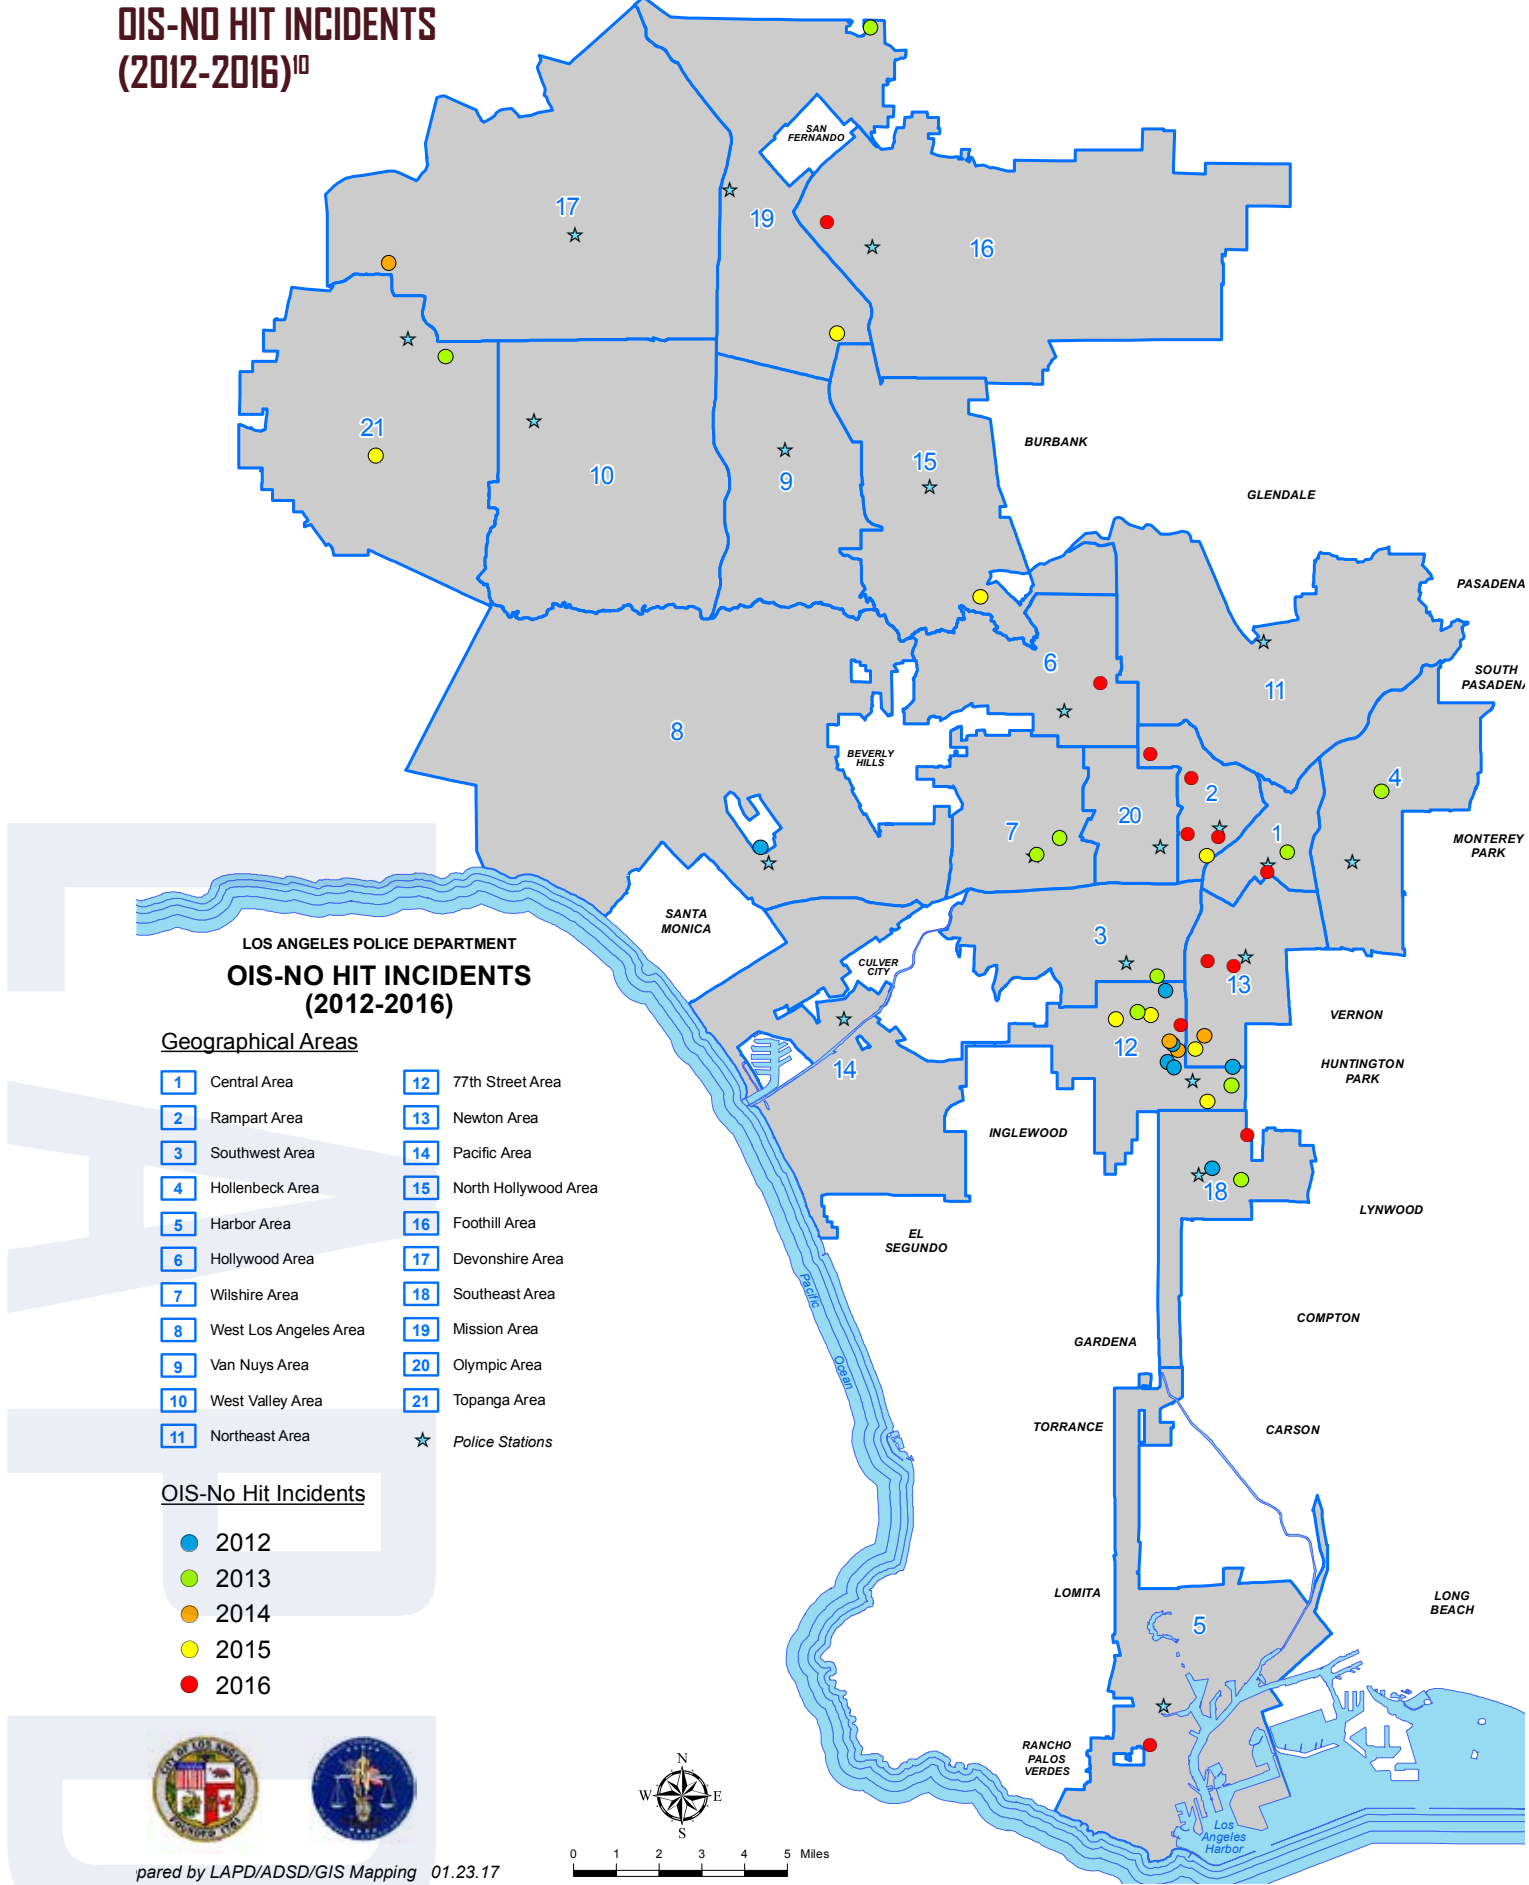 OIS-NO HIT INCIDENTS
(2012-2016)10
SAN
FERNANDO
17
19
16
21
10
9
15
BURBANK
GLENDALE
PASADENA
6
11
SOUTH
PASADENA
8
BEVERLY
HILLS
4
2
20
7
1
MONTEREY
PARK
SANTA
MONICA
3
CULVER
CITY
13
VERNON
12
14
HUNTINGTON
PARK
INGLEWOOD
18
LYNWOOD
EL
SEGUNDO
Pacific
Ocean
COMPTON
GARDENA
TORRANCE
CARSON
LOMITA
LONG
BEACH
5
RANCHO
PALOS
VERDES
Los
Angeles
Harbor
LOS ANGELES POLICE DEPARTMENT
OIS-NO HIT INCIDENTS
(2012-2016)
Geographical Areas
1 Central Area
2 Rampart Area
3 Southwest Area
4 Hollenbeck Area
5 Harbor Area
6 Hollywood Area
7 Wilshire Area
8 West Los Angeles Area
9 Van Nuys Area
10 West Valley Area
11 Northeast Area
12 77th Street Area
13 Newton Area
14 Pacific Area
15 North Hollywood Area
16 Foothill Area
17 Devonshire Area
18 Southeast Area
19 Mission Area
20 Olympic Area
21 Topanga Area
Police Stations
OIS-No Hit Incidents
2012
2013
2014
2015
2016
CITY OF LOS ANGELES
FOUNDED 1781
N
W E
S
0 1 2 3 4 5 Miles
pared by LAPD/ADSD/GIS Mapping 01.23.17